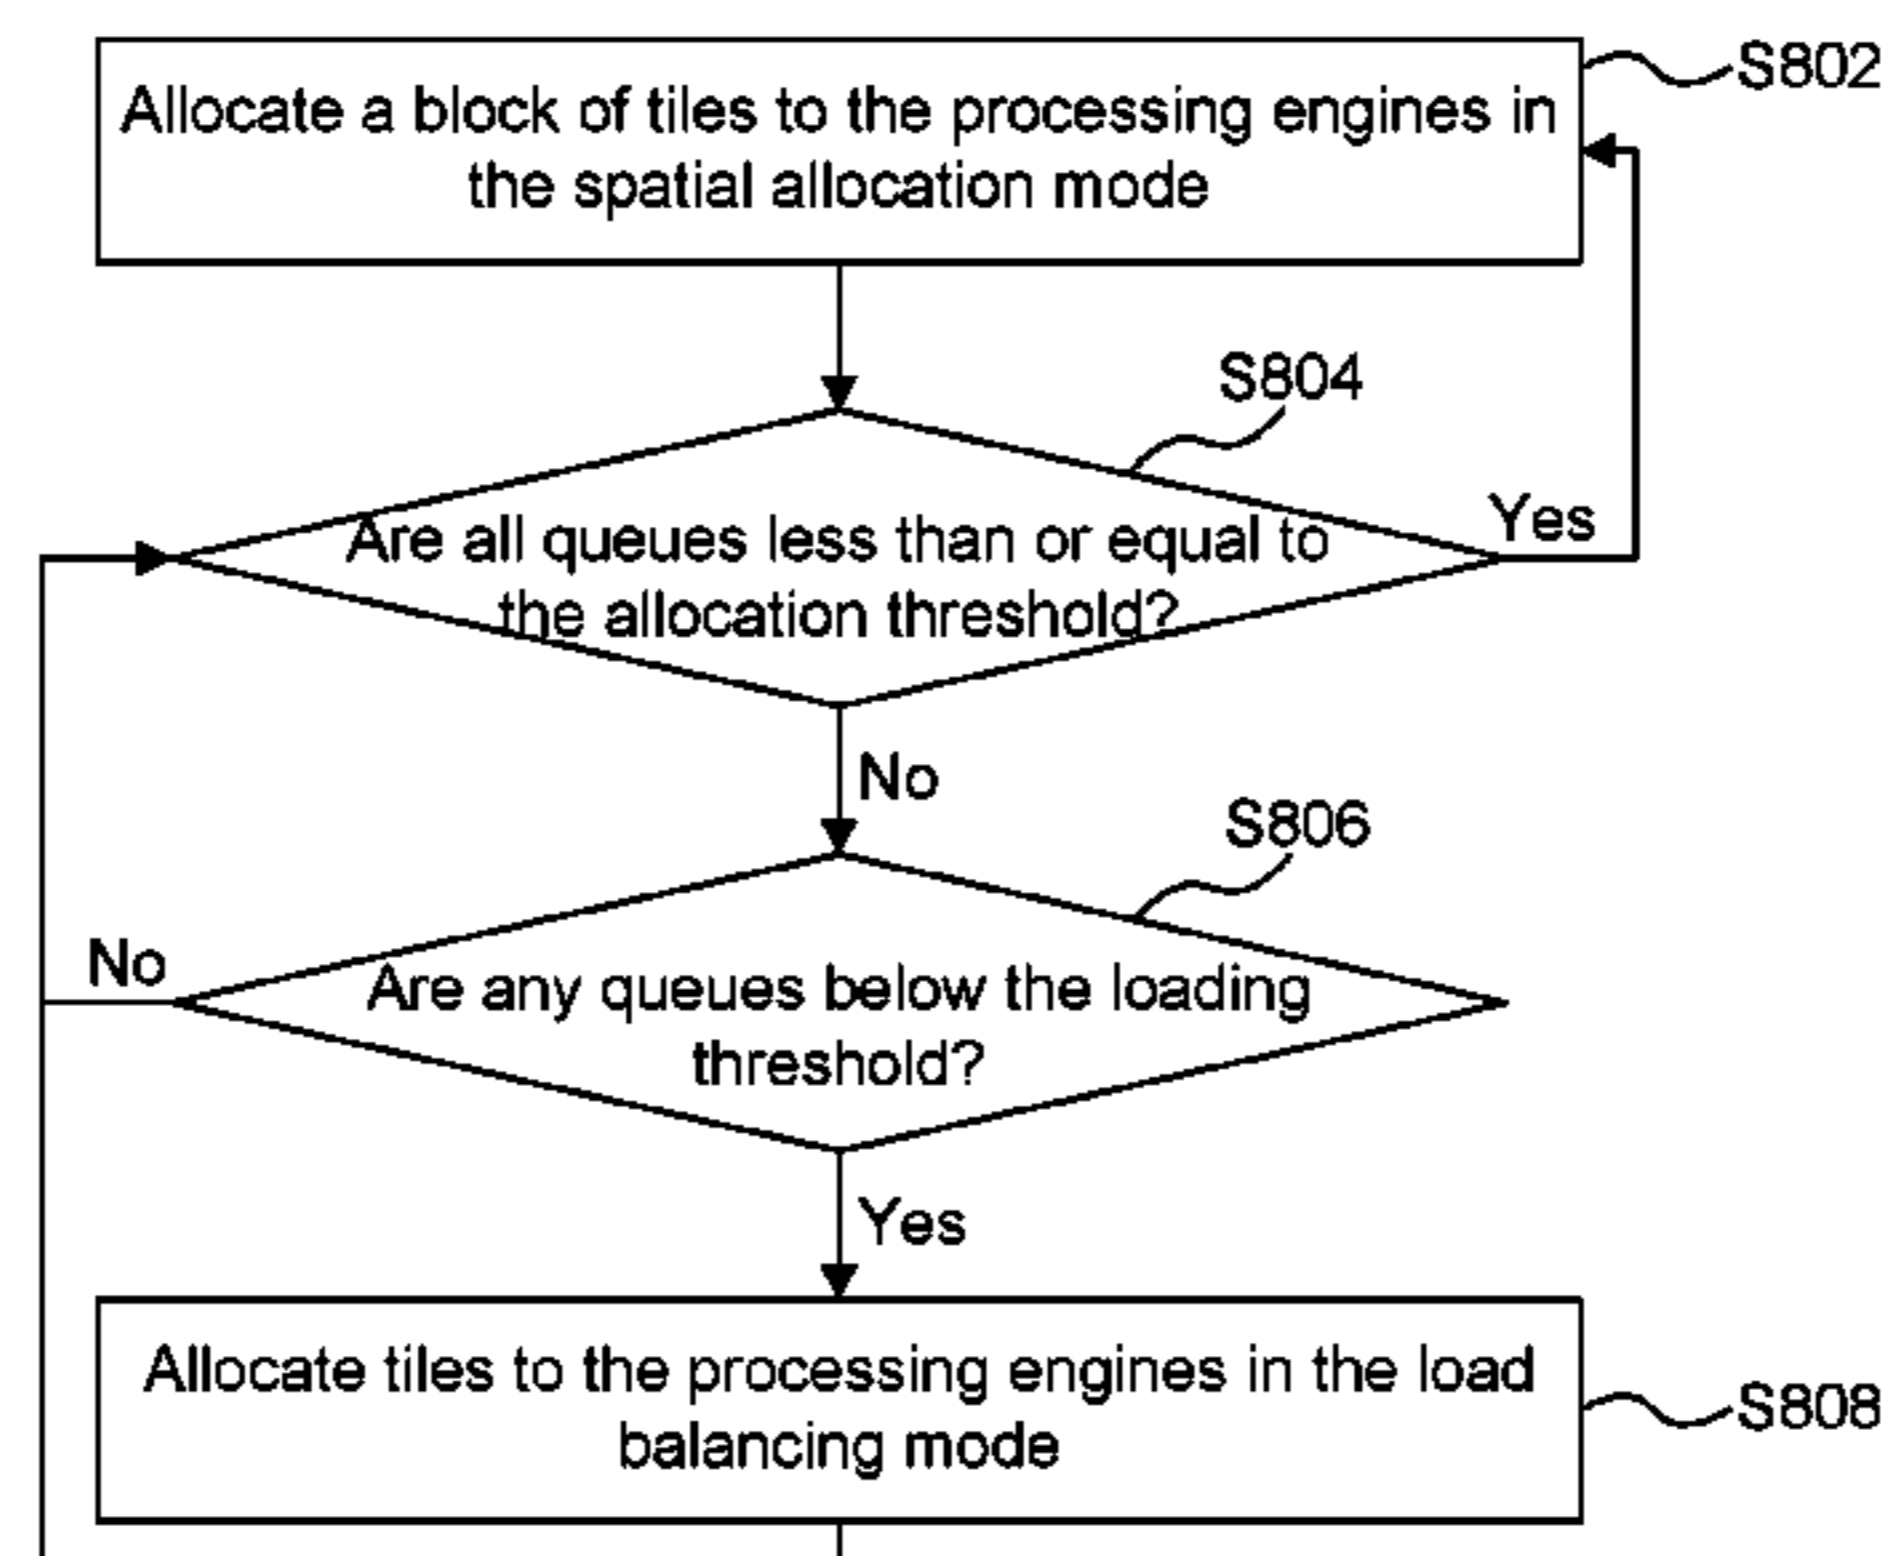 S802
Allocate a block of tiles to the processing engines in
the spatial allocation mode
S804
Yes
Are all queues less than or equal to
the allocation threshold?
No
S806
No
Are any queues below the loading
threshold?
Yes
Allocate tiles to the processing engines in the load
balancing mode
S808